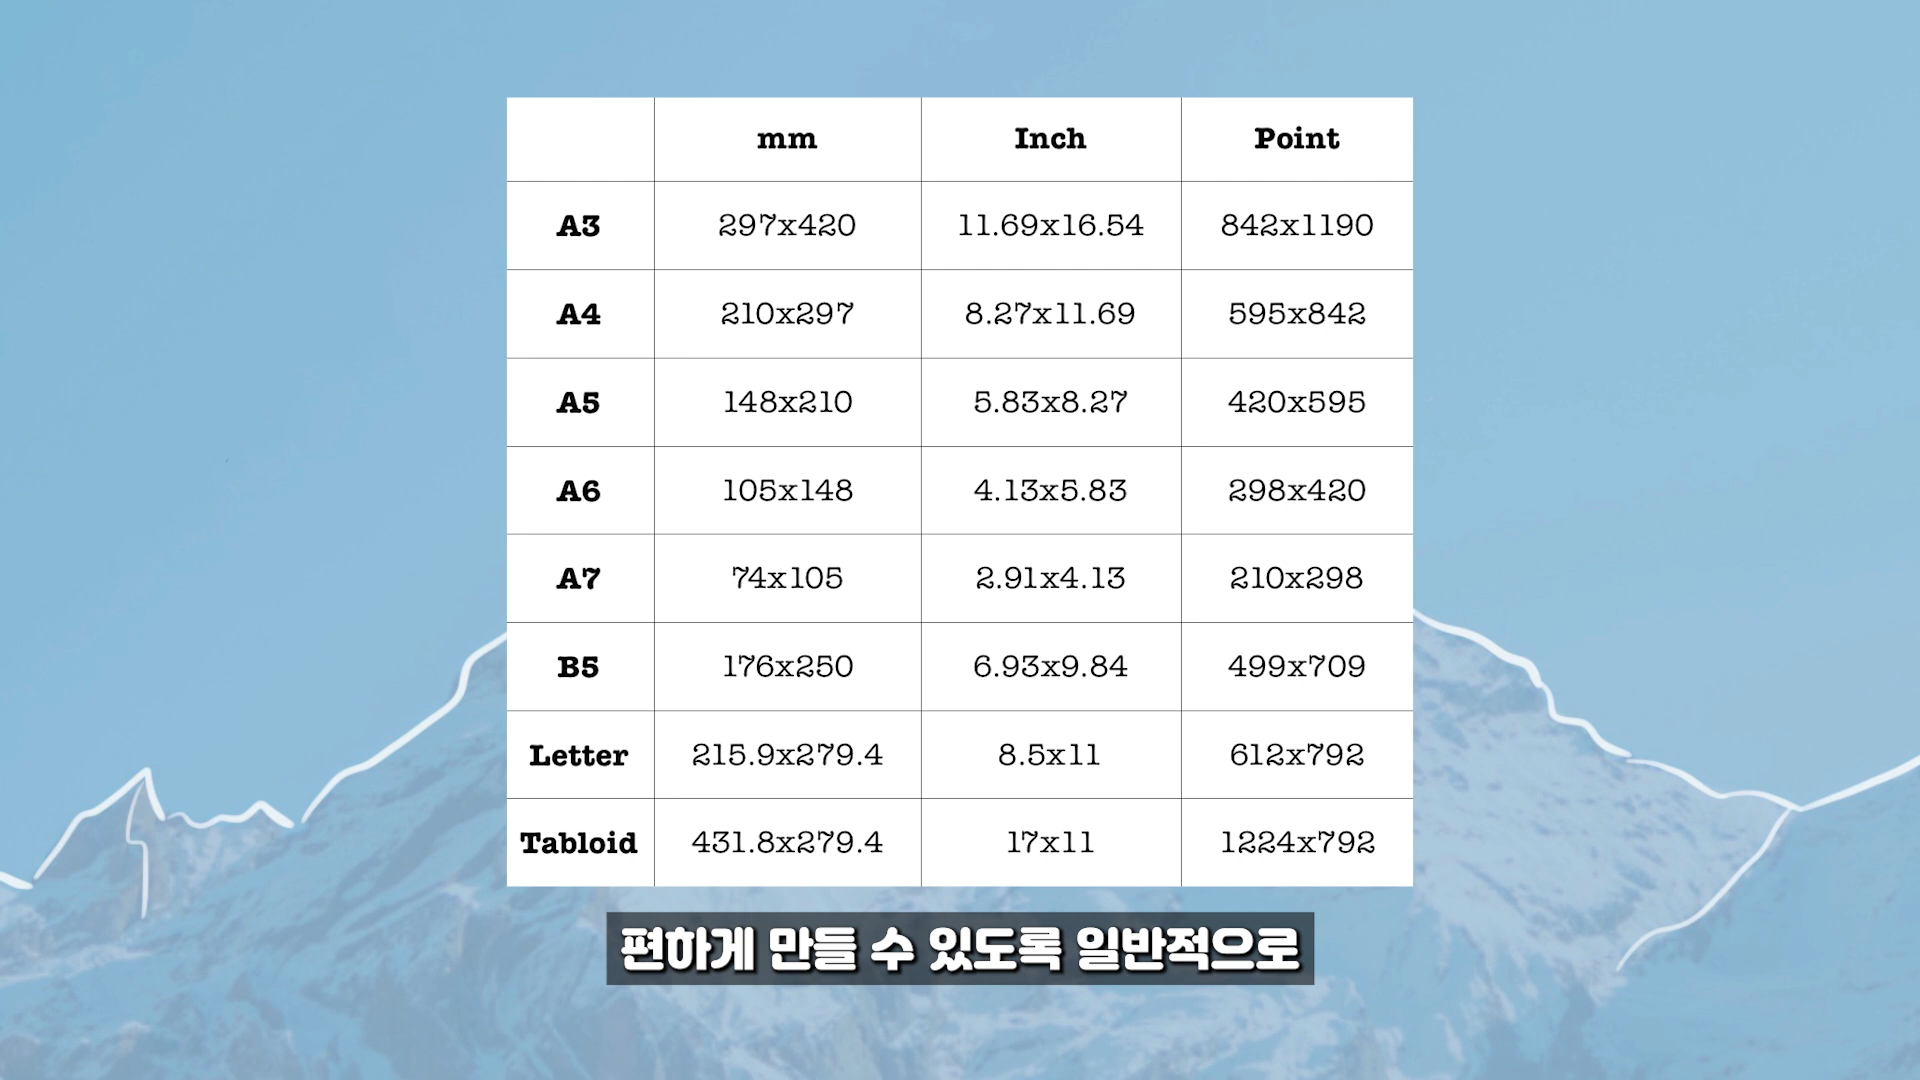 mm Inch Point
A3 297x420 11.69x16.54 842x1190
A4 210x297 8.27x11.69 595x842
A5 148x210 5.83x8.27 420x595
A6 105x148 4.13x5.83 298x420
A7 74x105 2.91x4.13 210x298
B5 176x250 6.93x9.84 499x709
Letter 215.9x279.4 8.5x11 612x792
Tabloid 431.8x279.4 17x11 1224x792
편하게 만들 수 있도록 일반적으로